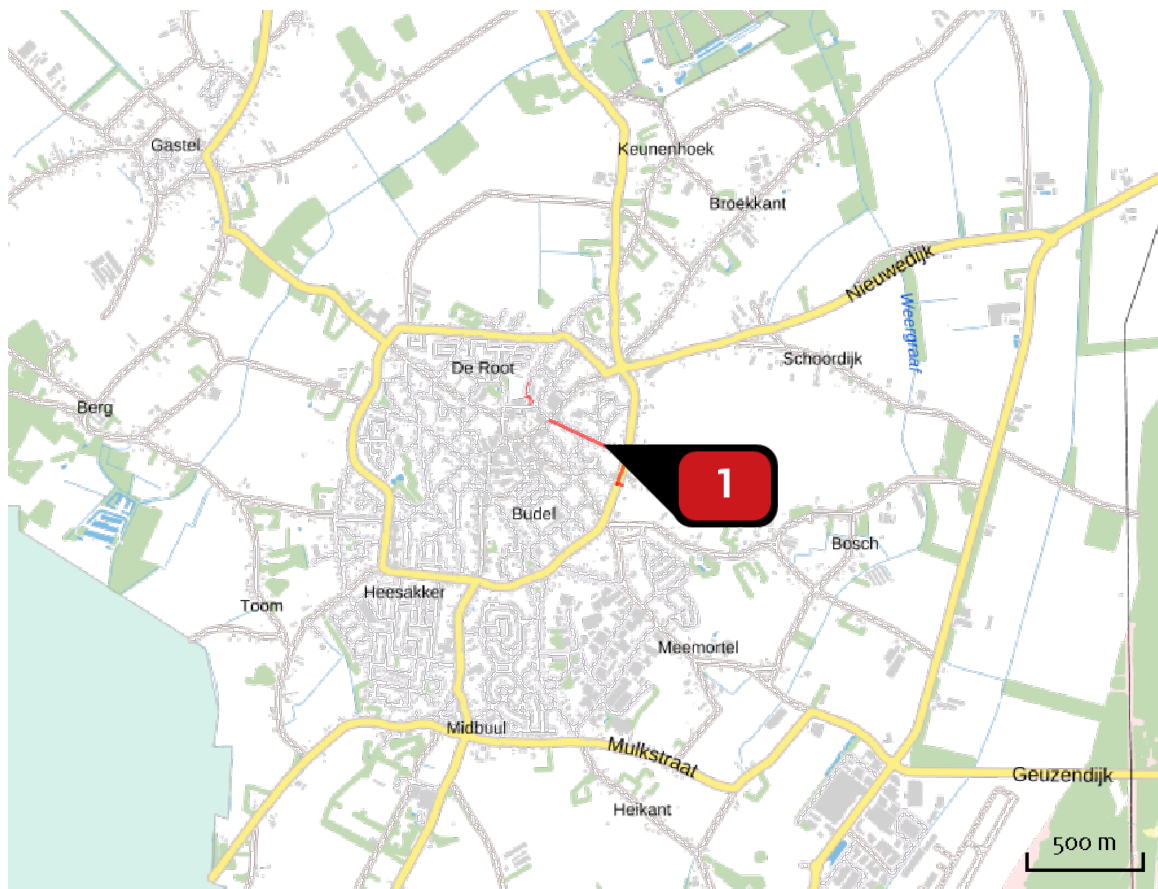 Gastel
Keunenhoek
Broekkant
Nieuwedijk
Weergraaf
Schoordijk
De Root
Berg
1
Budel
Bosch
Heesakker
Toom
Meemortel
Midbuul
Mulkstraat
Geuzendijk
Heikant
500 m